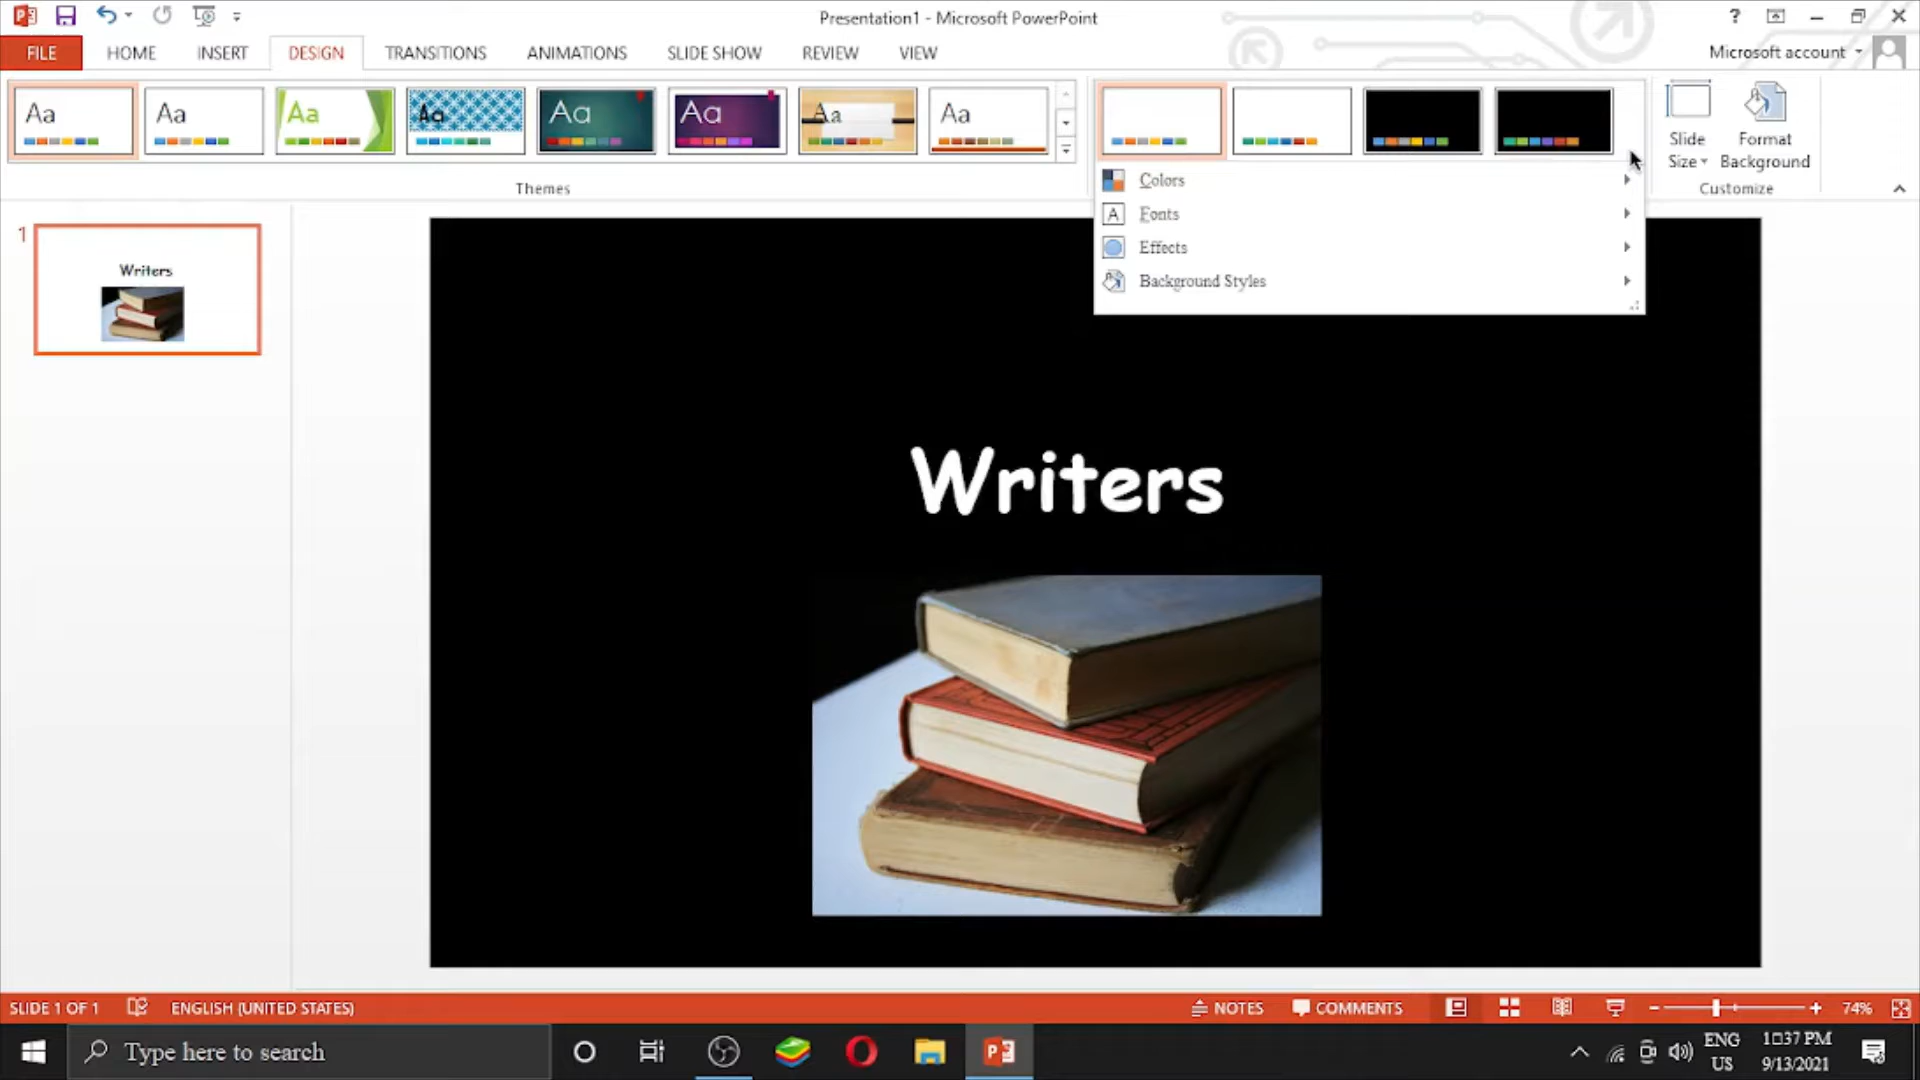 Presentation1 - Microsoft PowerPoint
?
FILE
HOME
INSERT
DESIGN
TRANSITIONS
ANIMATIONS
SLIDE SHOW
REVIEW
VIEW
Microsoft account
Aa
Aa
Aa
Aa
Aa
Aa
Aa
Aa
Slide
Size
Format
Background
Themes
Customize
Colors
Fonts
Effects
Background Styles
1
Writers
Writers
SLIDE 1 OF 1
ENGLISH (UNITED STATES)
NOTES
COMMENTS
74%
Type here to search
ENG
US
1:37 PM
9/13/2021